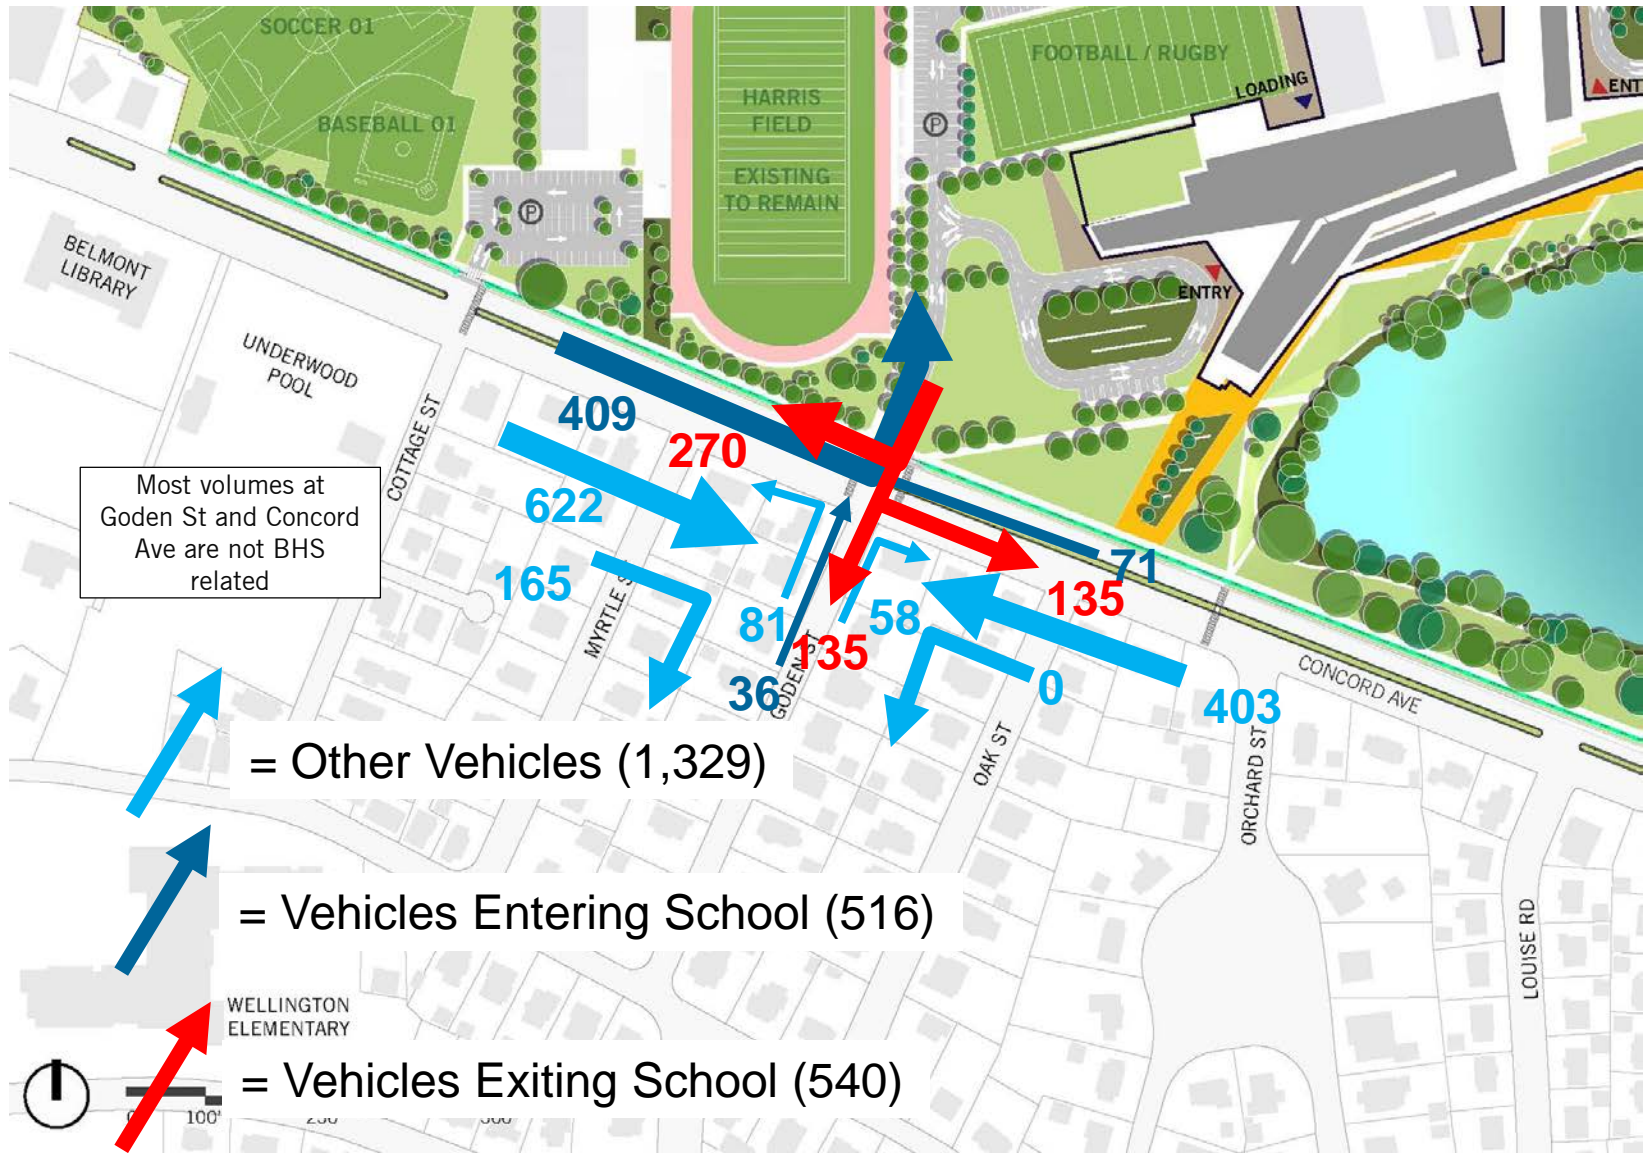 SOCCER 01
BASEBALL 01
HARRIS
FIELD
EXISTING
TO REMAIN
FOOTBALL / RUGBY
LOADING
ENT
P
P
ENTRY
BELMONT
LIBRARY
UNDERWOOD
POOL
COTTAGE ST
409
270
622
165
Most volumes at
Goden St and Concord
Ave are not BHS
related
MYRTLE S
81
135
58
36
GODEN ST
71
135
0
403
CONCORD AVE
OAK ST
ORCHARD ST
LOUISE RD
= Other Vehicles (1,329)
= Vehicles Entering School (516)
WELLINGTON
ELEMENTARY
= Vehicles Exiting School (540)
100'